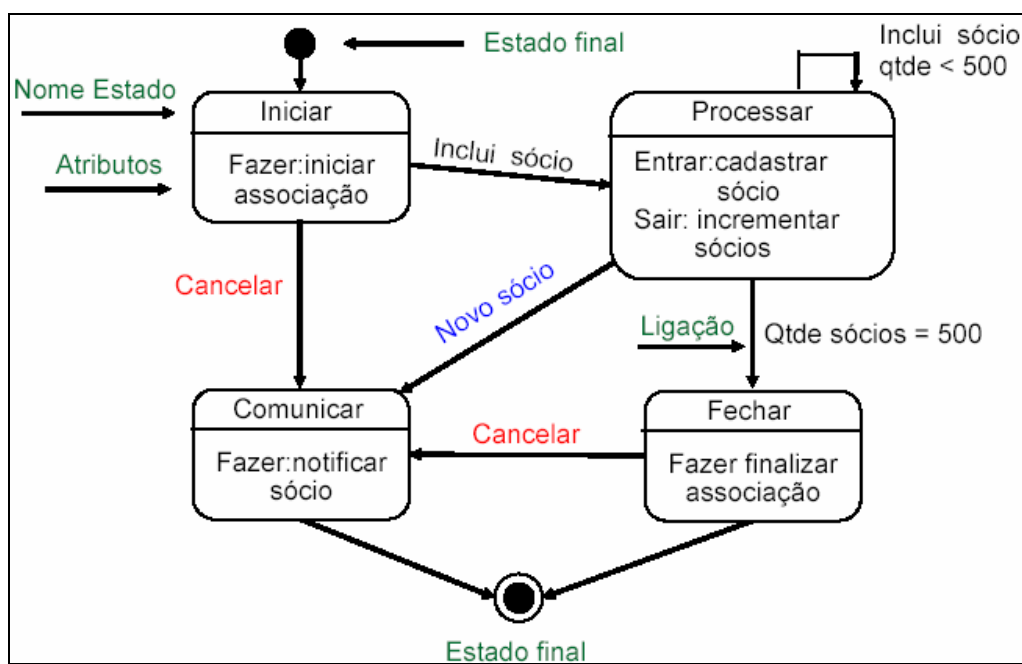 Estado final
Inclui sócio
qtde < 500
Nome Estado
Iniciar
Processar
Atributos
Fazer:iniciar
associação
Inclui sócio
Entrar:cadastrar
sócio
Sair: incrementar
sócios
Cancelar
Novo sócio
Ligação
Qtde sócios = 500
Comunicar
Fechar
Cancelar
Fazer:notificar
sócio
Fazer finalizar
associação
Estado final